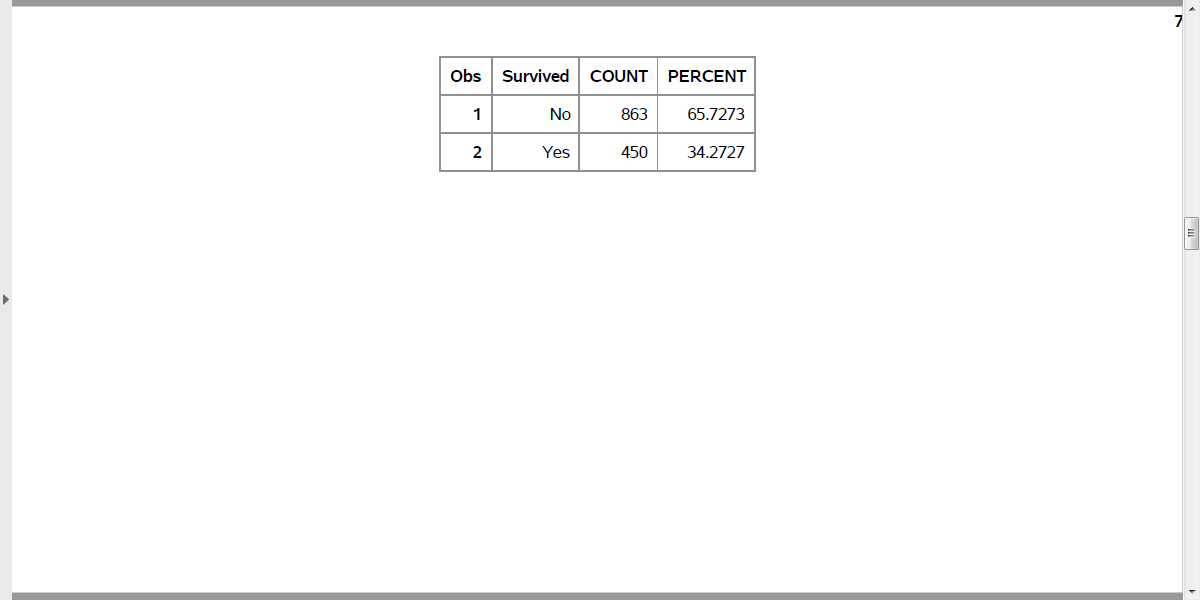 7
Obs Survived COUNT PERCENT
1 No 863 65.7273
2 Yes 450 34.2727